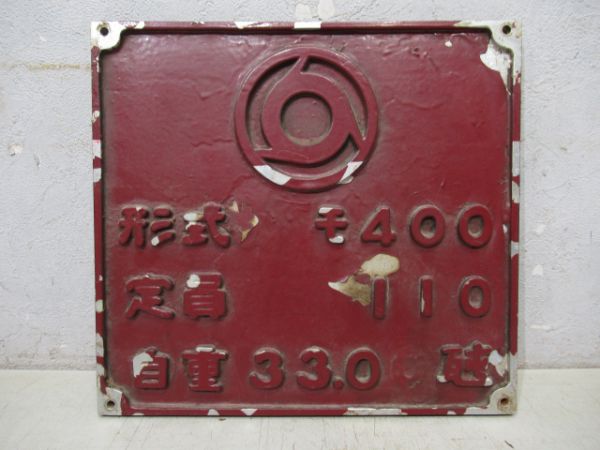 形式 モ400
定員 110
自重 33.0 瓲